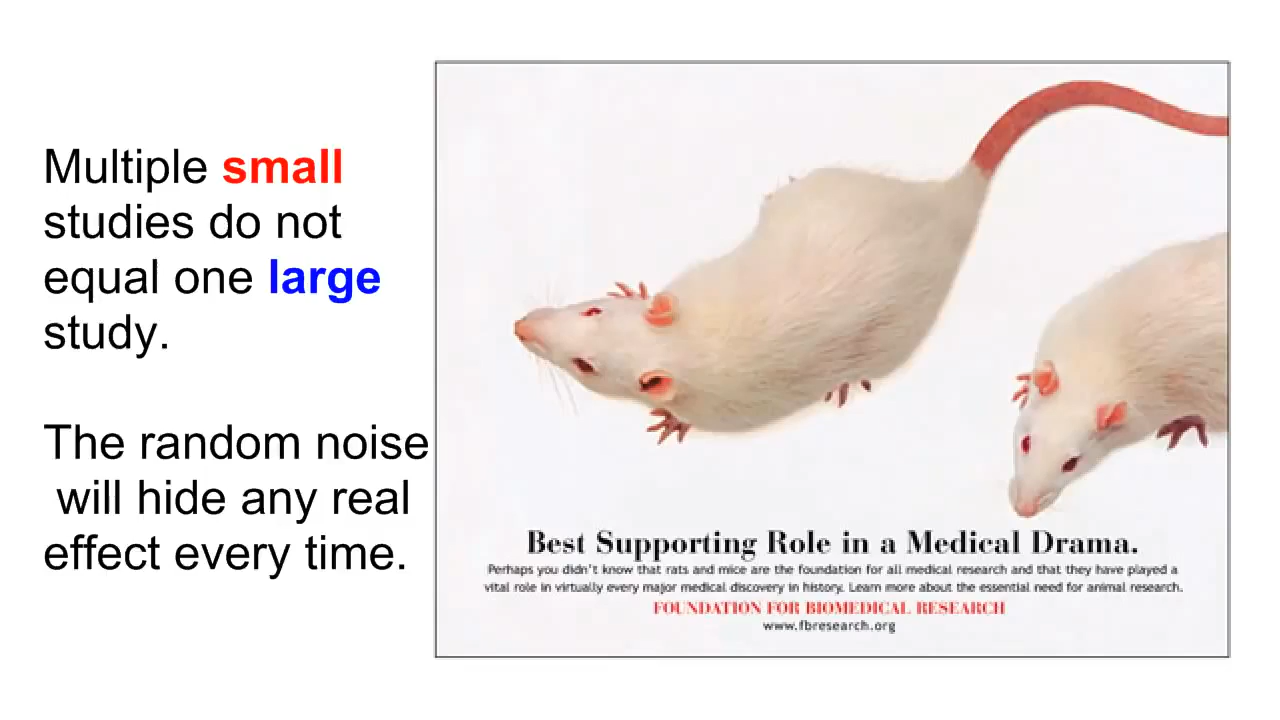 Multiple small
studies do not
equal one large
study.
The random noise
will hide any real
effect every time.
Best Supporting Role in a Medical Drama.
Perhaps you didn't know that rats and mice are the foundation for all medical research and that they have played a
vital role in virtually every major medical discovery in history. Learn more about the essential need for animal research.
FOUNDATION FOR BIOMEDICAL RESEARCH
www.fbresearch.org